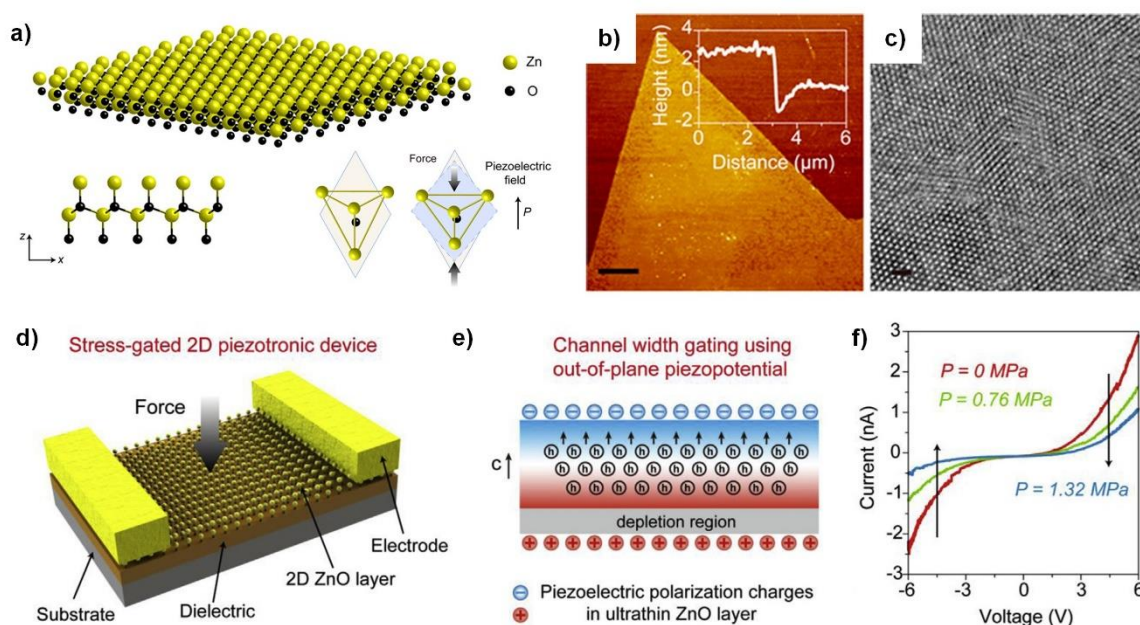 a)
Zn
O
Force
Piezoelectric
field
P
z
x
b)
Height (nm)
4
2
0
-2
0
2
4
6
Distance (μm)
c)
d)
Stress-gated 2D piezotronic device
Force
Electrode
2D ZnO layer
Dielectric
Substrate
e)
Channel width gating using
out-of-plane piezopotential
- - - - - - - - - - - -
c
h h h h h h h h h
h h h h h h h h
h h h h h h h
depletion region
+ + + + + + + + + + + + +
- Piezoelectric polarization charges
+ in ultrathin ZnO layer
f)
Current (nA)
3
2
1
0
-1
-2
-3
P = 0 MPa
P = 0.76 MPa
P = 1.32 MPa
-6
-3
0
3
6
Voltage (V)